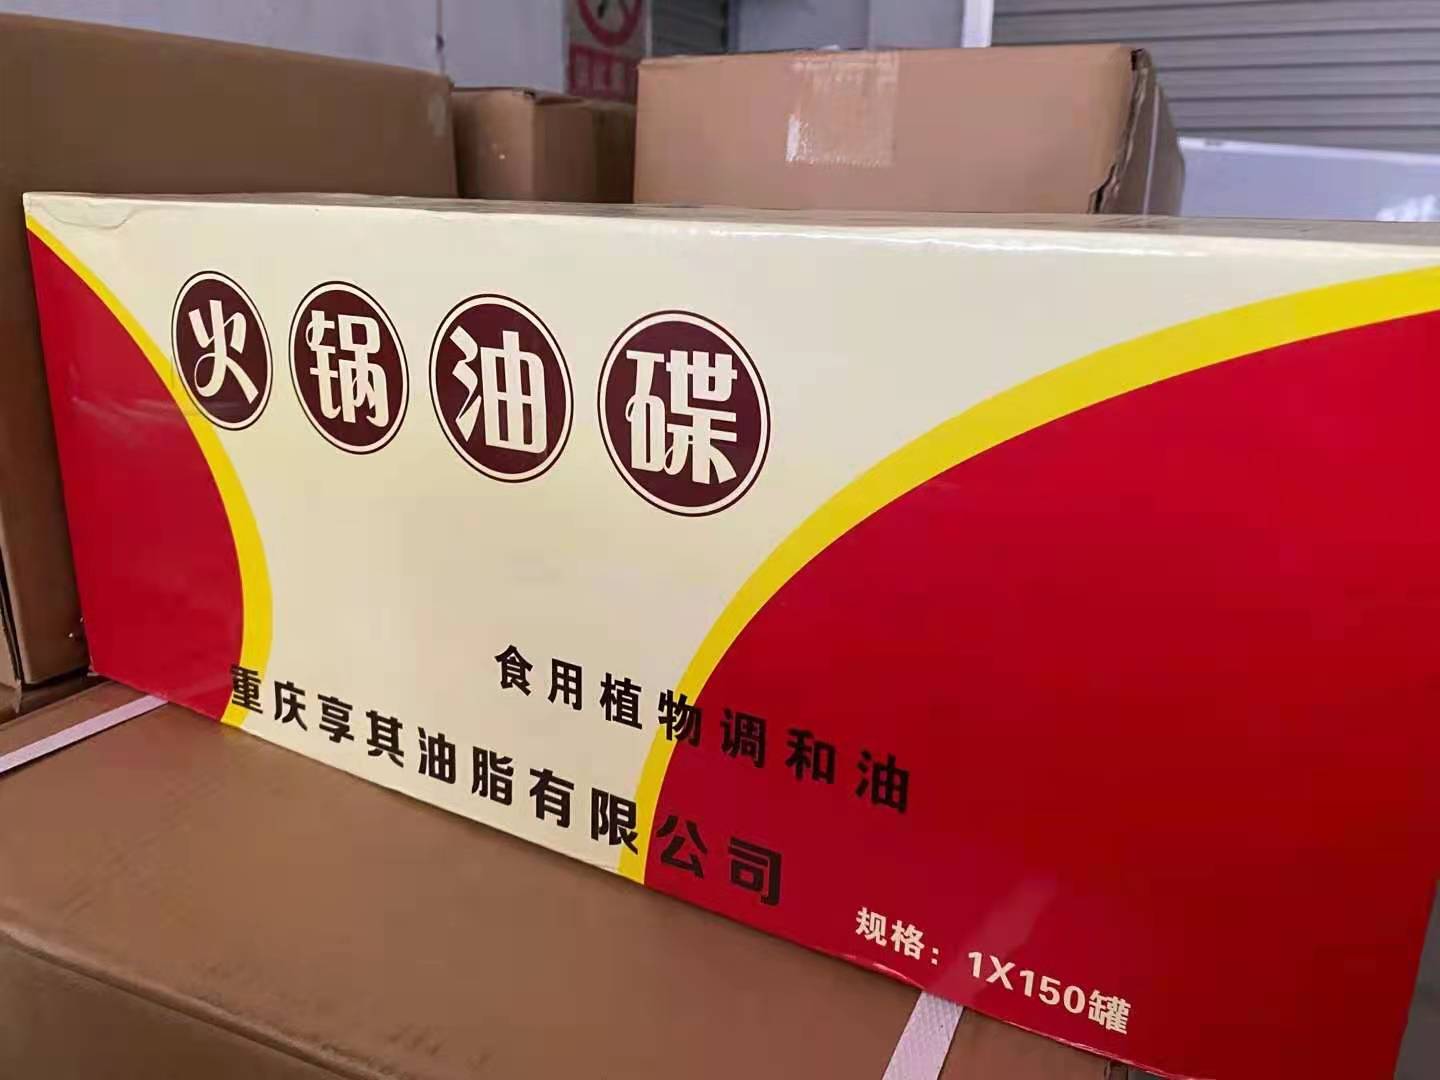 火锅油碟
食用植物调和油
重庆享其油脂有限公司
规格：1X150罐